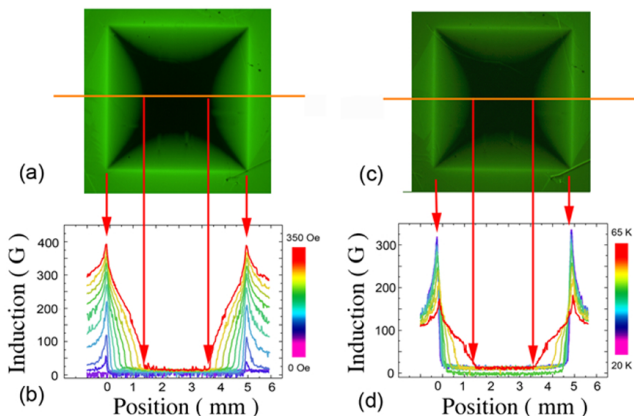 (a)
(c)
Induction ( G )
400
300
200
100
0
350 Oe
0 Oe
0 1 2 3 4 5 6
(b)
Position ( mm )
Induction ( G )
300
200
100
0
65 K
20 K
0 1 2 3 4 5 6
(d)
Position ( mm )